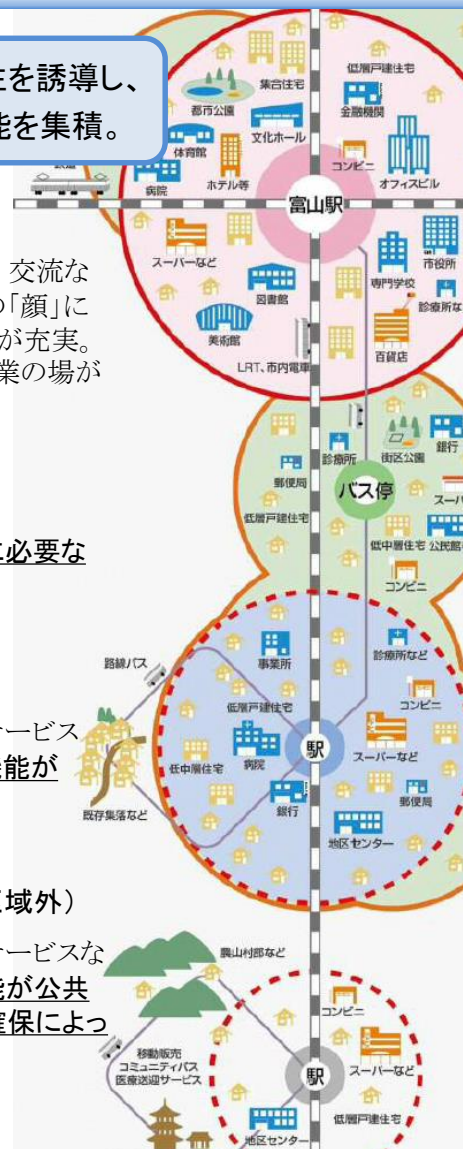 住を誘導し、
能を集積。
集合住宅
低層戸建住宅
都市公園
金融機関
文化ホール
体育館
コンビニ
病院
ホテル等
オフィスビル
富山駅
スーパーなど
市役所
専門学校
図書館
診療所な
美術館
百貨店
LRT、市内電車
交流な
の「顔」に
が充実。
業の場が
診療所
街区公園
銀行
郵便局
バス停
スーパ
低層戸建住宅
低中層住宅
公民館
コンビニ
に必要な
路線バス
事業所
診療所など
低層戸建住宅
コンビニ
駅
低中層住宅
病院
スーパーなど
銀行
郵便局
既存集落など
地区センター
ービス
能が
域外）
ービスな
能が公共
確保によっ
農山村部など
コンビニ
移動販売
コミュニティバス
医療送迎サービス
駅
スーパーなど
低層戸建住宅
地区センター